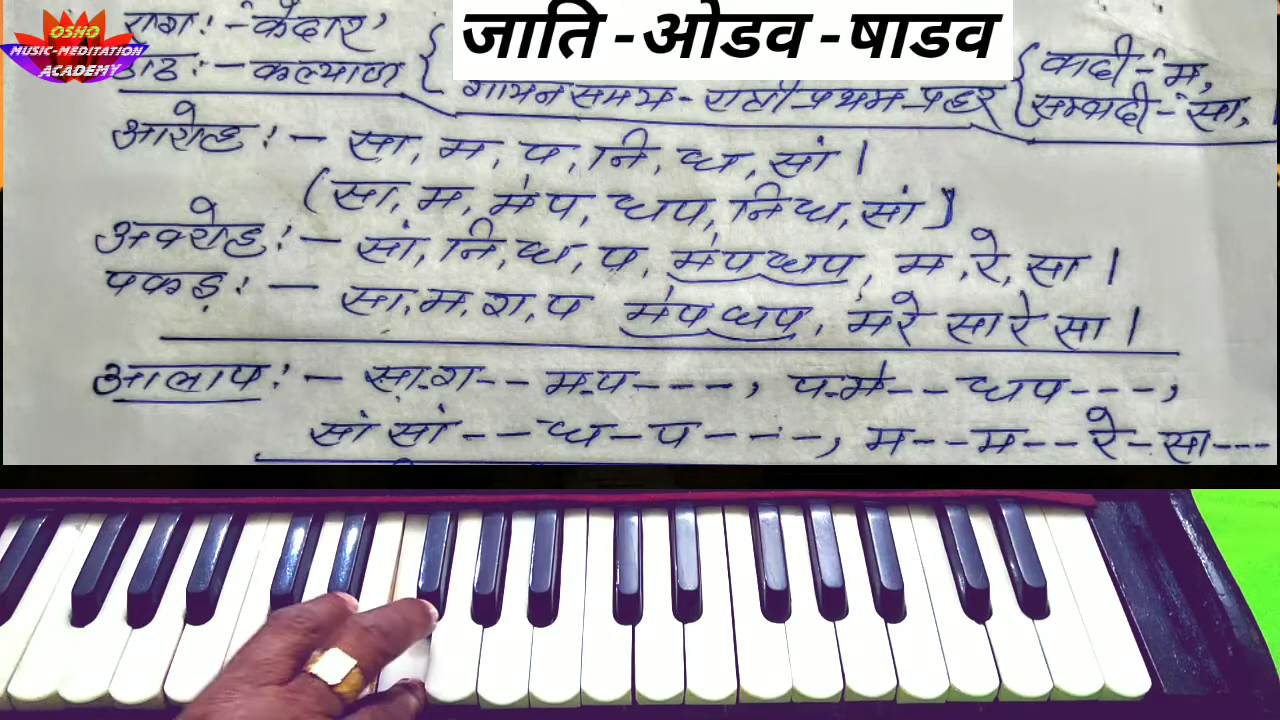 OSHO
MUSIC-MEDITATION
ACADEMY
राग:-केदार
जाति -ओडव -षाडव
वादी- म,
ठाठ:- कल्याण
गायन समय- रात्री प्रथम प्रहर
सम्वादी- सा,
आरोह:- सा, म, प, नि, ध, सां।
(सा, म, मे॑प, धप, निध, सां)
अवरोह:- सां, नि, ध, प, मे॑पधप, म, रे, सा।
पकड़:- सा.म.ग,प मे॑पधप, मरे सारे सा।
आलाप:- सा.ग-- म.प----, प.मे॑-- धप---,
सां सां---ध-प----, म--म--रे-सा---